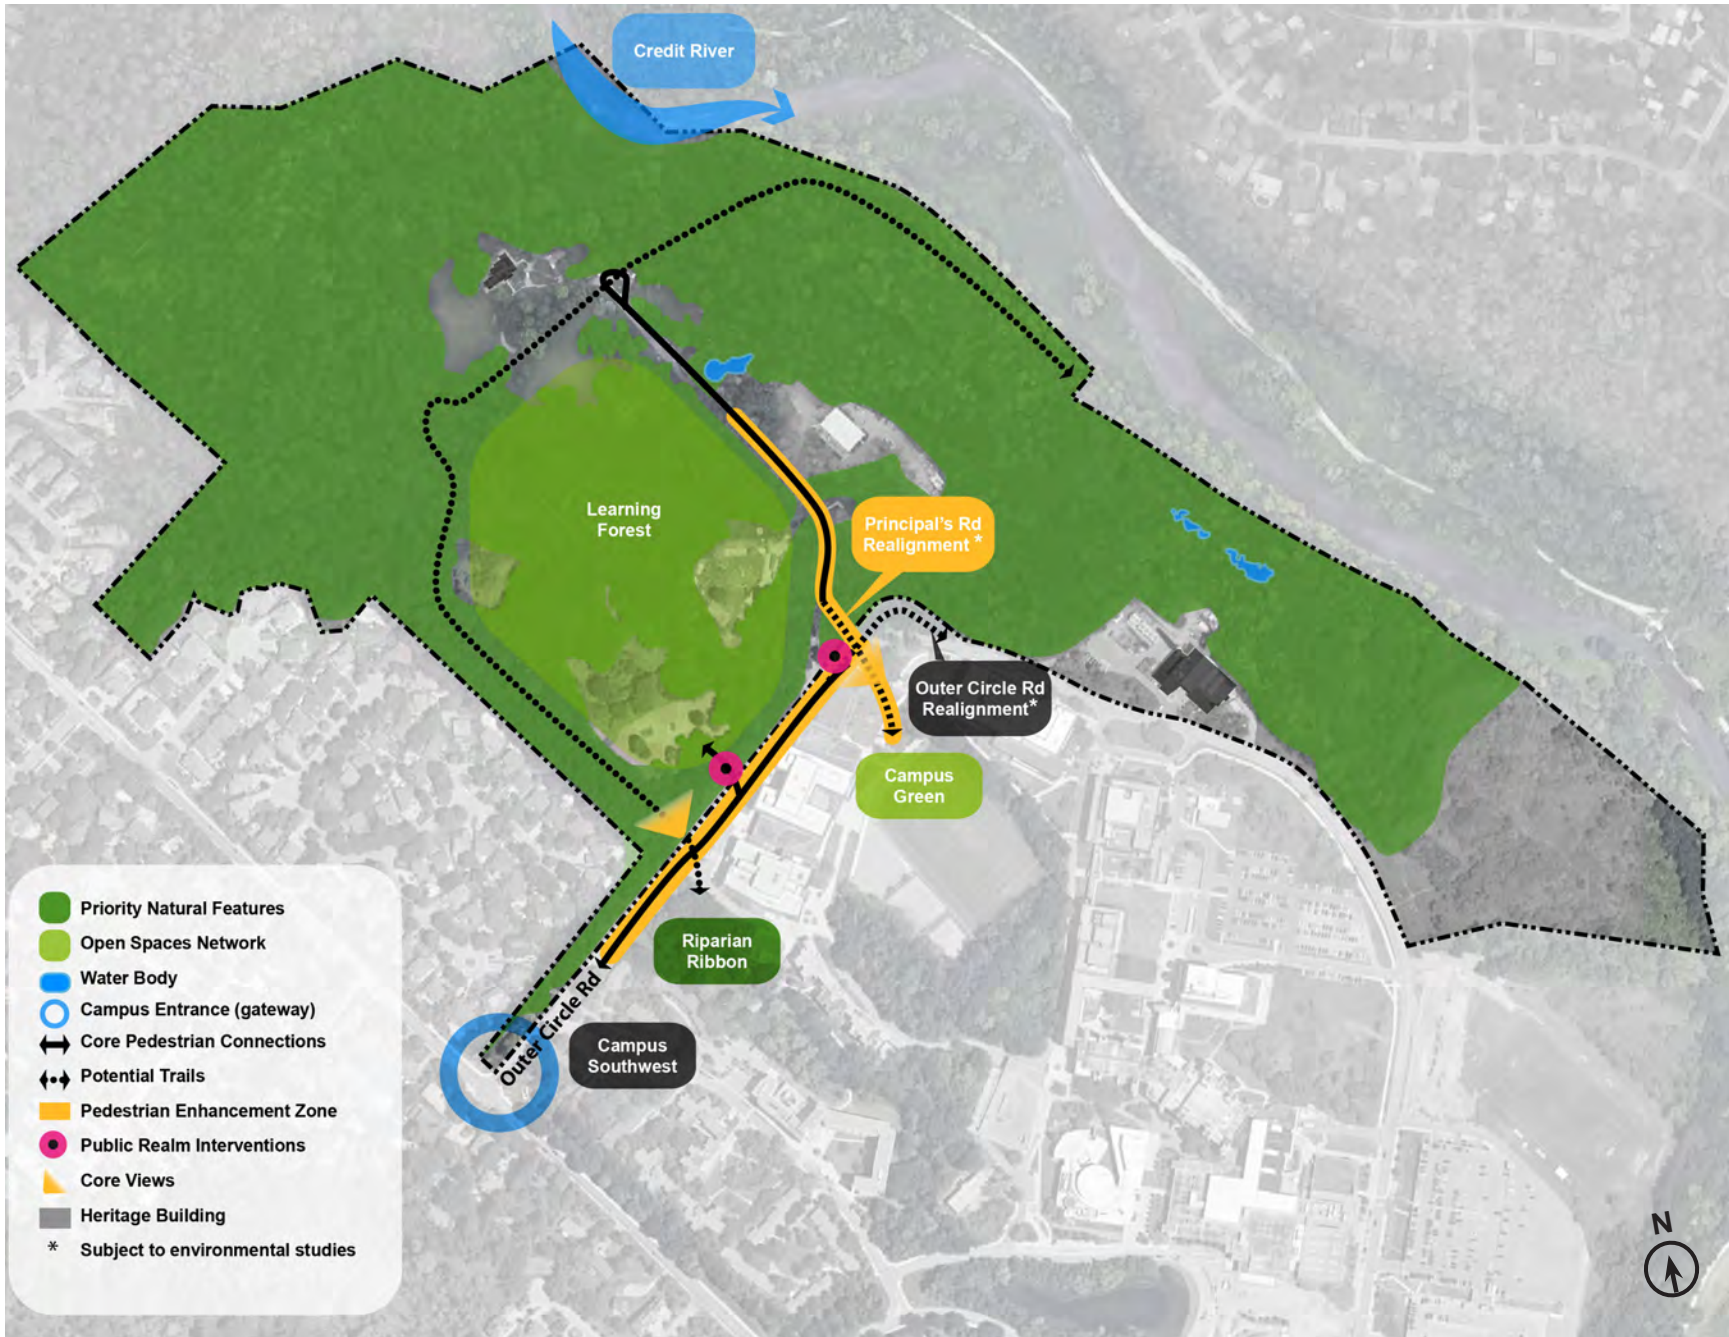 Credit River
Learning
Forest
Principal's Rd
Realignment *
Outer Circle Rd
Realignment*
Campus
Green
Riparian
Ribbon
Outer Circle Rd
Campus
Southwest
Priority Natural Features
Open Spaces Network
Water Body
Campus Entrance (gateway)
Core Pedestrian Connections
Potential Trails
Pedestrian Enhancement Zone
Public Realm Interventions
Core Views
Heritage Building
* Subject to environmental studies
N